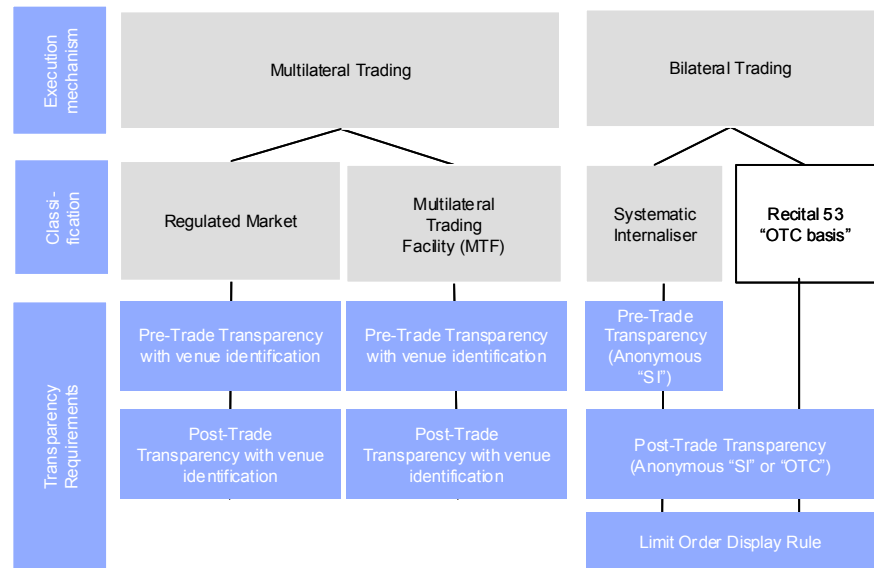 Execution
mechanism
Multilateral Trading
Bilateral Trading
Classi-
fication
Regulated Market
Multilateral
Trading
Facility (MTF)
Systematic
Internaliser
Recital 53
“OTC basis”
Transparency
Requirements
Pre-Trade Transparency
with venue identification
Pre-Trade Transparency
with venue identification
Pre-Trade
Transparency
(Anonymous
“SI”)
Post-Trade
Transparency with venue
identification
Post-Trade
Transparency with venue
identification
Post-Trade Transparency
(Anonymous “SI” or “OTC”)
Limit Order Display Rule